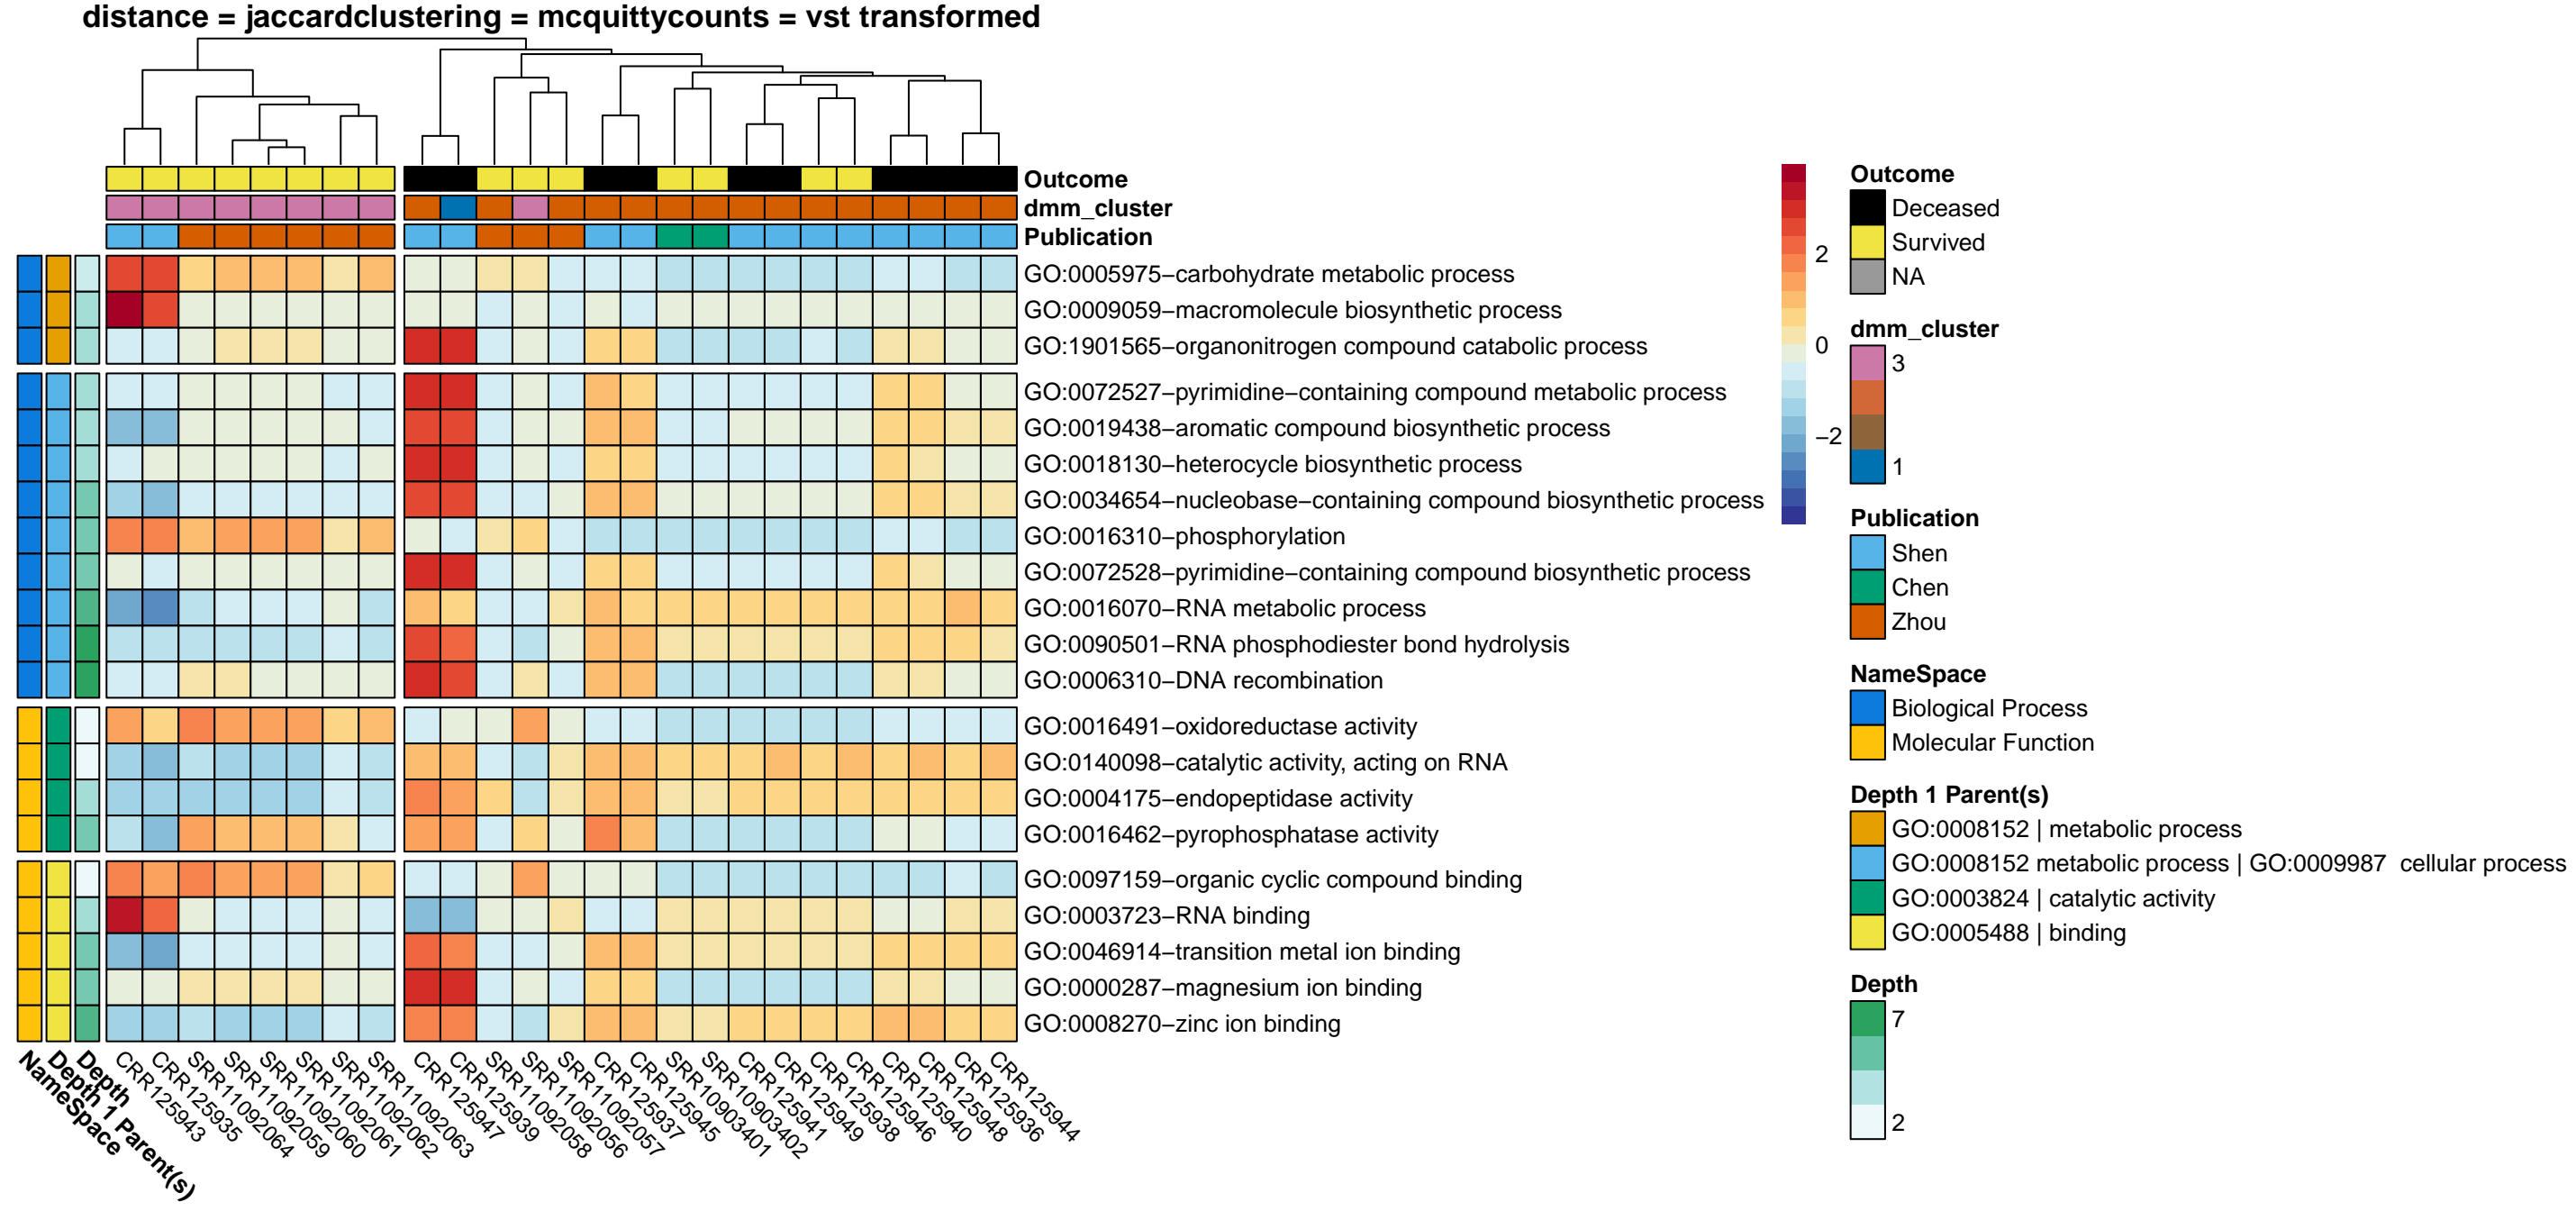 distance = jaccardclustering = mcquittycounts = vst transformed
Outcome
dmm_cluster
Publication
GO:0005975−carbohydrate metabolic process
GO:0009059−macromolecule biosynthetic process
GO:1901565−organonitrogen compound catabolic process
GO:0072527−pyrimidine−containing compound metabolic process
GO:0019438−aromatic compound biosynthetic process
GO:0018130−heterocycle biosynthetic process
GO:0034654−nucleobase−containing compound biosynthetic process
GO:0016310−phosphorylation
GO:0072528−pyrimidine−containing compound biosynthetic process
GO:0016070−RNA metabolic process
GO:0090501−RNA phosphodiester bond hydrolysis
GO:0006310−DNA recombination
GO:0016491−oxidoreductase activity
GO:0140098−catalytic activity, acting on RNA
GO:0004175−endopeptidase activity
GO:0016462−pyrophosphatase activity
GO:0097159−organic cyclic compound binding
GO:0003723−RNA binding
GO:0046914−transition metal ion binding
GO:0000287−magnesium ion binding
GO:0008270−zinc ion binding
NameSpace
Depth 1 Parent(s)
Depth
CRR125943
CRR125935
SRR11092064
SRR11092059
SRR11092060
SRR11092061
SRR11092062
SRR11092063
CRR125947
CRR125939
SRR11092058
SRR11092056
SRR11092057
CRR125937
CRR125945
SRR10903401
SRR10903402
CRR125941
CRR125949
CRR125938
CRR125946
CRR125940
CRR125948
CRR125936
CRR125944
2
0
−2
Outcome
Deceased
Survived
NA
dmm_cluster
3
1
Publication
Shen
Chen
Zhou
NameSpace
Biological Process
Molecular Function
Depth 1 Parent(s)
GO:0008152 | metabolic process
GO:0008152 metabolic process | GO:0009987  cellular process
GO:0003824 | catalytic activity
GO:0005488 | binding
Depth
7
2